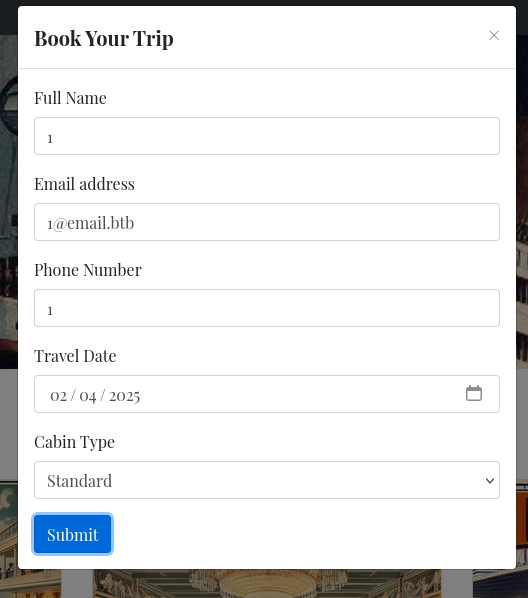 Book Your Trip
×
Full Name
1
Email address
1@email.btb
Phone Number
1
Travel Date
02 / 04 / 2025
Cabin Type
Standard
Submit